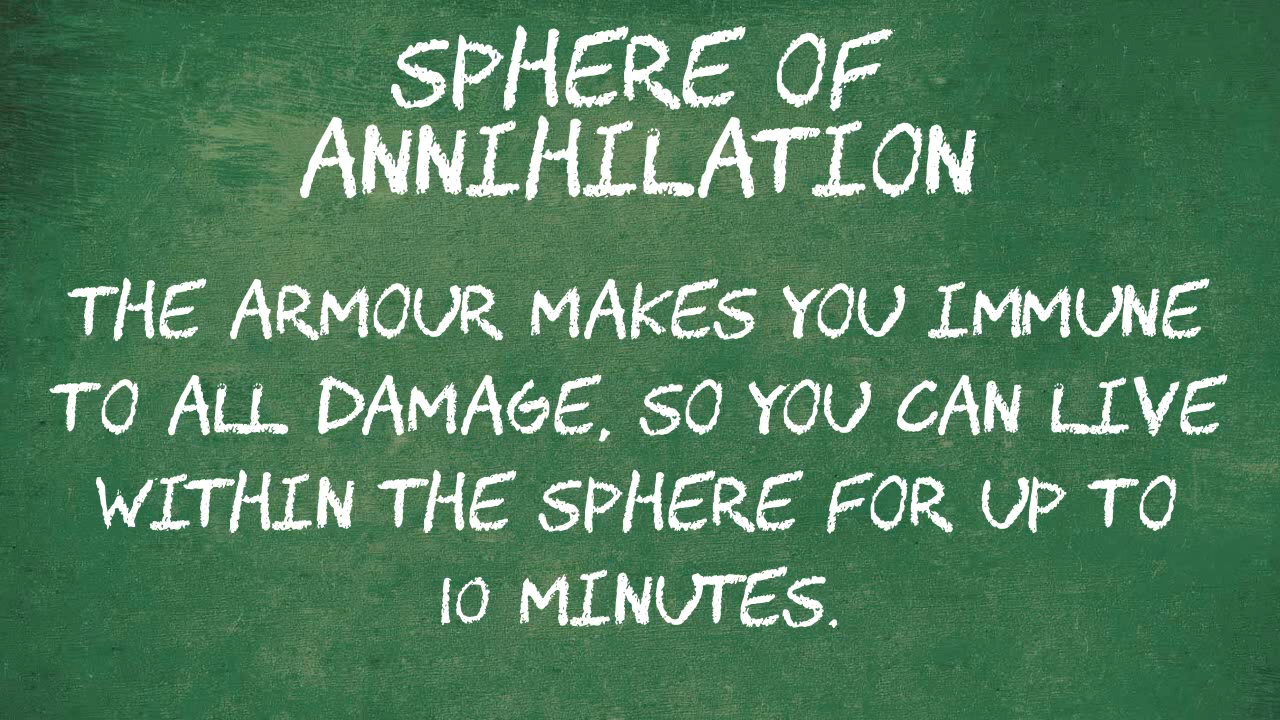 SPHERE OF
ANNIHILATION
THE ARMOUR MAKES YOU IMMUNE
TO ALL DAMAGE, SO YOU CAN LIVE
WITHIN THE SPHERE FOR UP TO
10 MINUTES.